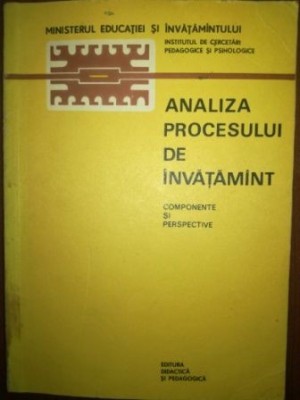 MINISTERUL EDUCAȚIEI ȘI ÎNVĂȚĂMÎNTULUI
INSTITUTUL DE CERCETĂRI
PEDAGOGICE ȘI PSIHOLOGICE
ANALIZA
PROCESULUI
DE
ÎNVĂȚĂMÎNT
COMPONENTE
ȘI
PERSPECTIVE
EDITURA
DIDACTICĂ
ȘI PEDAGOGICĂ